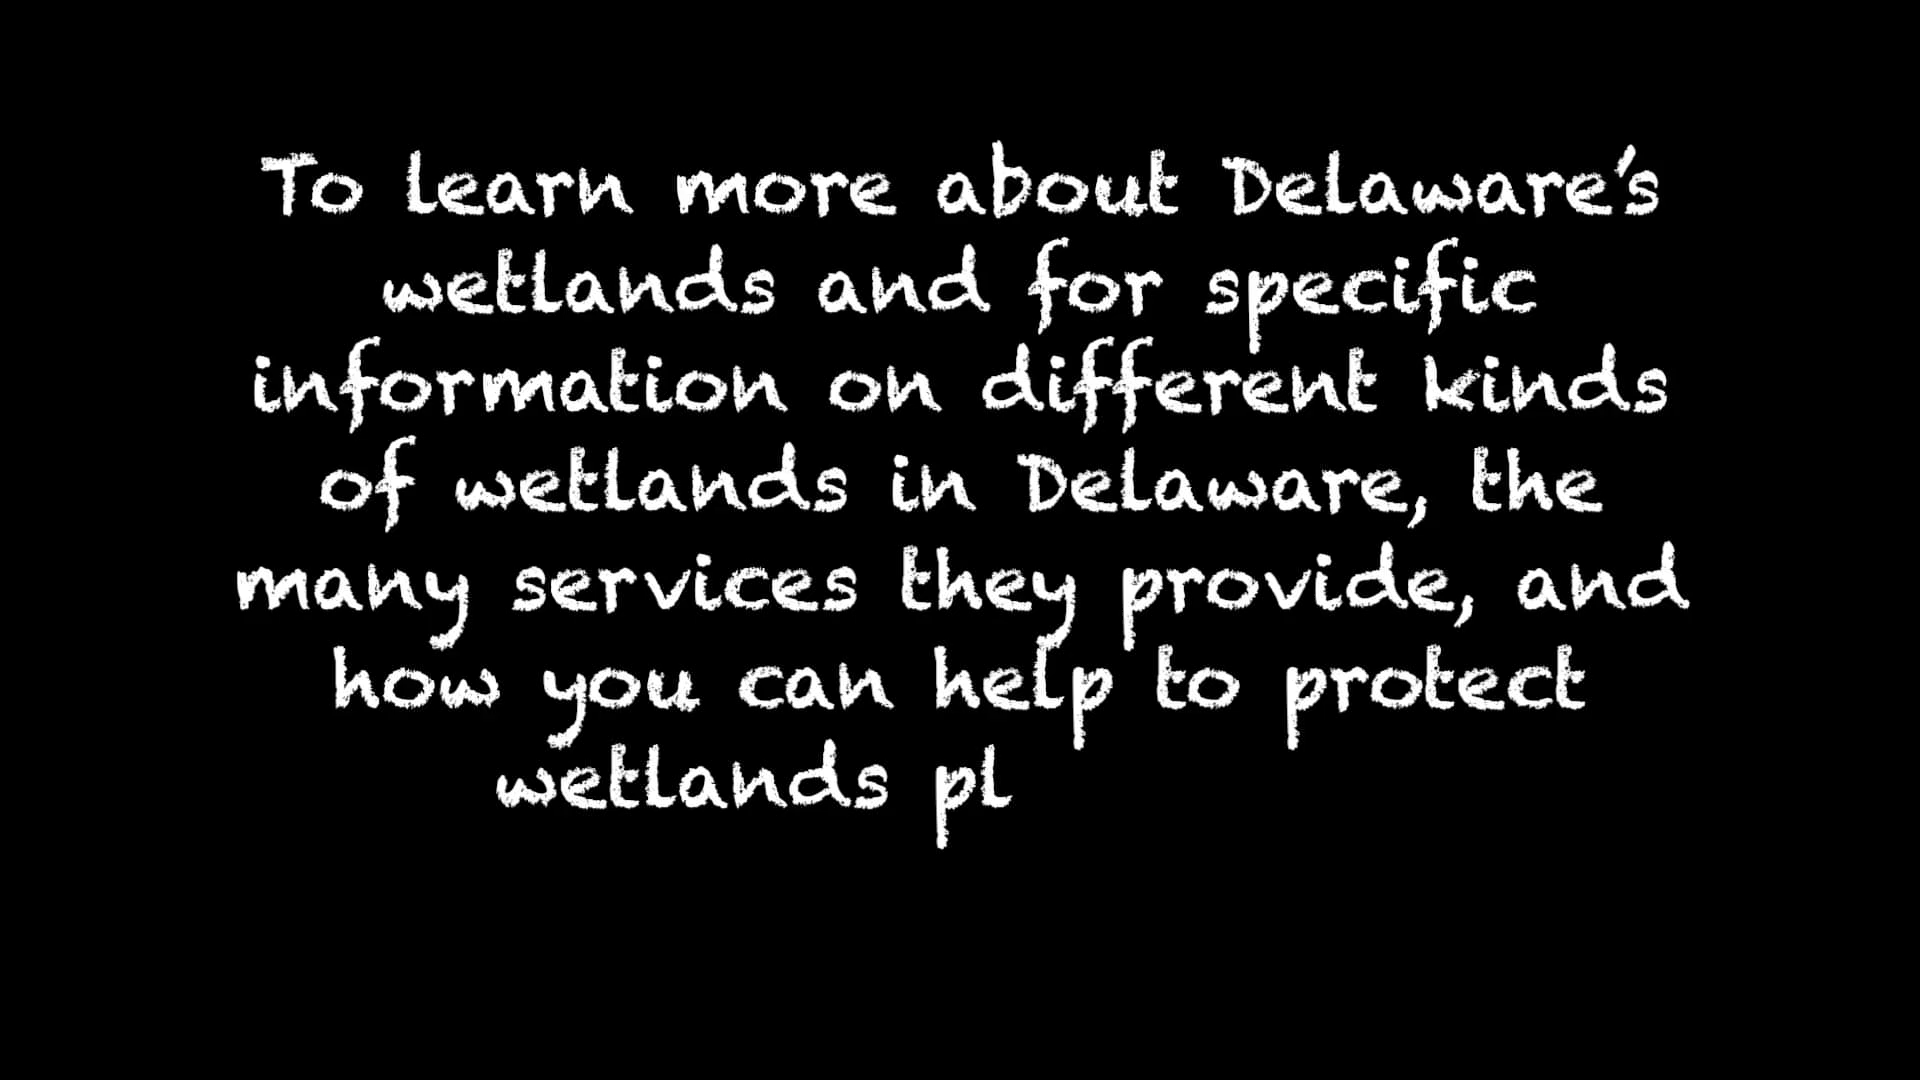 To learn more about Delaware's
wetlands and for specific
information on different kinds
of wetlands in Delaware, the
many services they provide, and
how you can help to protect
wetlands pl